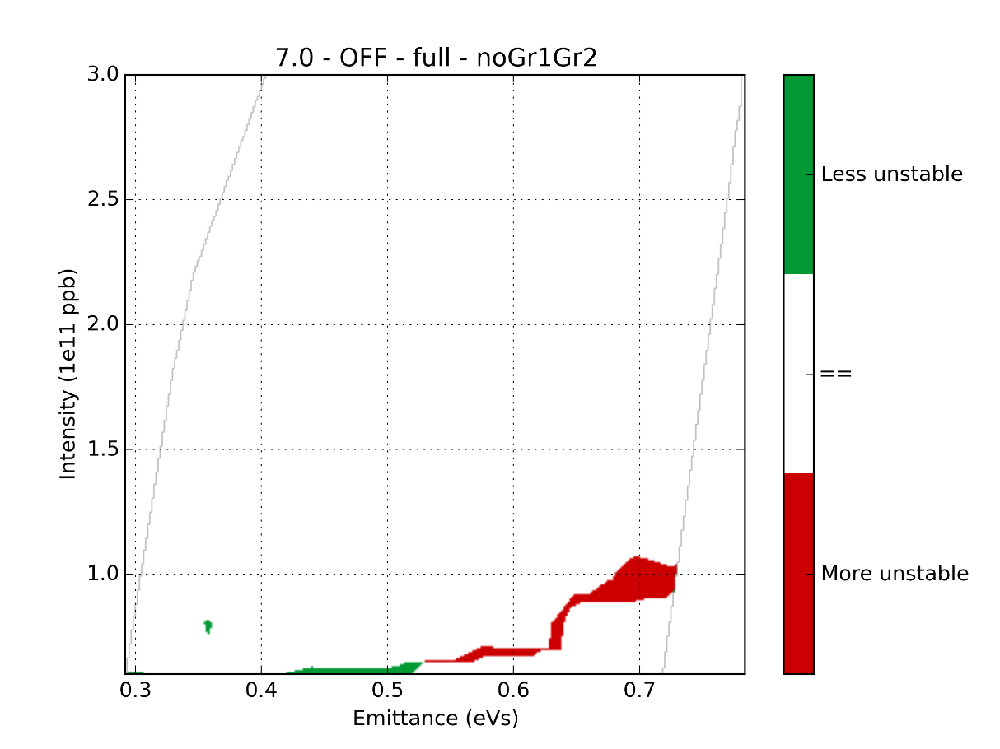 7.0 - OFF - full - noGr1Gr2
3.0
2.5
2.0
1.5
1.0
Intensity (1e11 ppb)
0.3 0.4 0.5 0.6 0.7
Emittance (eVs)
Less unstable
==
More unstable